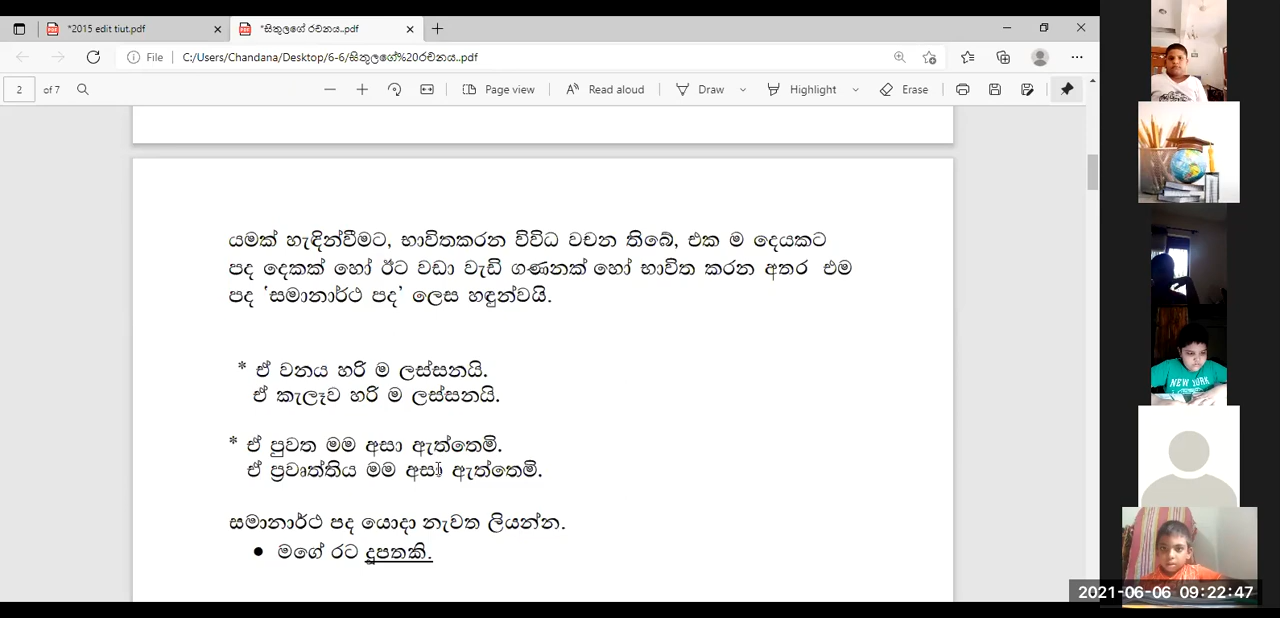 *2015 edit tiut.pdf
*සිතුලගේ රචනය..pdf
File
C:/Users/Chandana/Desktop/6-6/සිතුලගේ%20රචනය..pdf
2 of 7
Page view
Read aloud
Draw
Highlight
Erase
යමක් හැඳින්වීමට, භාවිතකරන විවිධ වචන තිබේ, එක ම දෙයකට
පද දෙකක් හෝ ඊට වඩා වැඩි ගණනක් හෝ භාවිත කරන අතර එම
පද ‘සමානාර්ථ පද’ ලෙස හඳුන්වයි.
* ඒ වනය හරි ම ලස්සනයි.
ඒ කැලෑව හරි ම ලස්සනයි.
* ඒ පුවත මම අසා ඇත්තෙමි.
ඒ ප්‍රවෘත්තිය මම අසා ඇත්තෙමි.
සමානාර්ථ පද යොදා නැවත ලියන්න.
• මගේ රට දූපතකි.
NEW YORK
2021-06-06 09:22:47